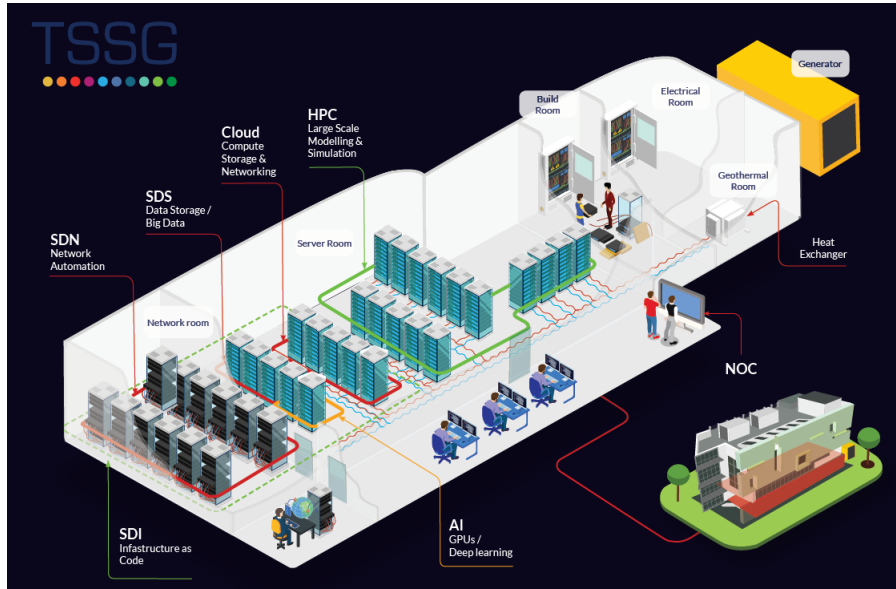 TSSG
Generator
Electrical
Room
Build
Room
HPC
Large Scale
Modelling &
Simulation
Cloud
Compute
Storage &
Networking
Geothermal
Room
SDS
Data Storage /
Big Data
SDN
Network
Automation
Server Room
Heat
Exchanger
Network room
NOC
SDI
Infastructure as
Code
AI
GPUs /
Deep learning